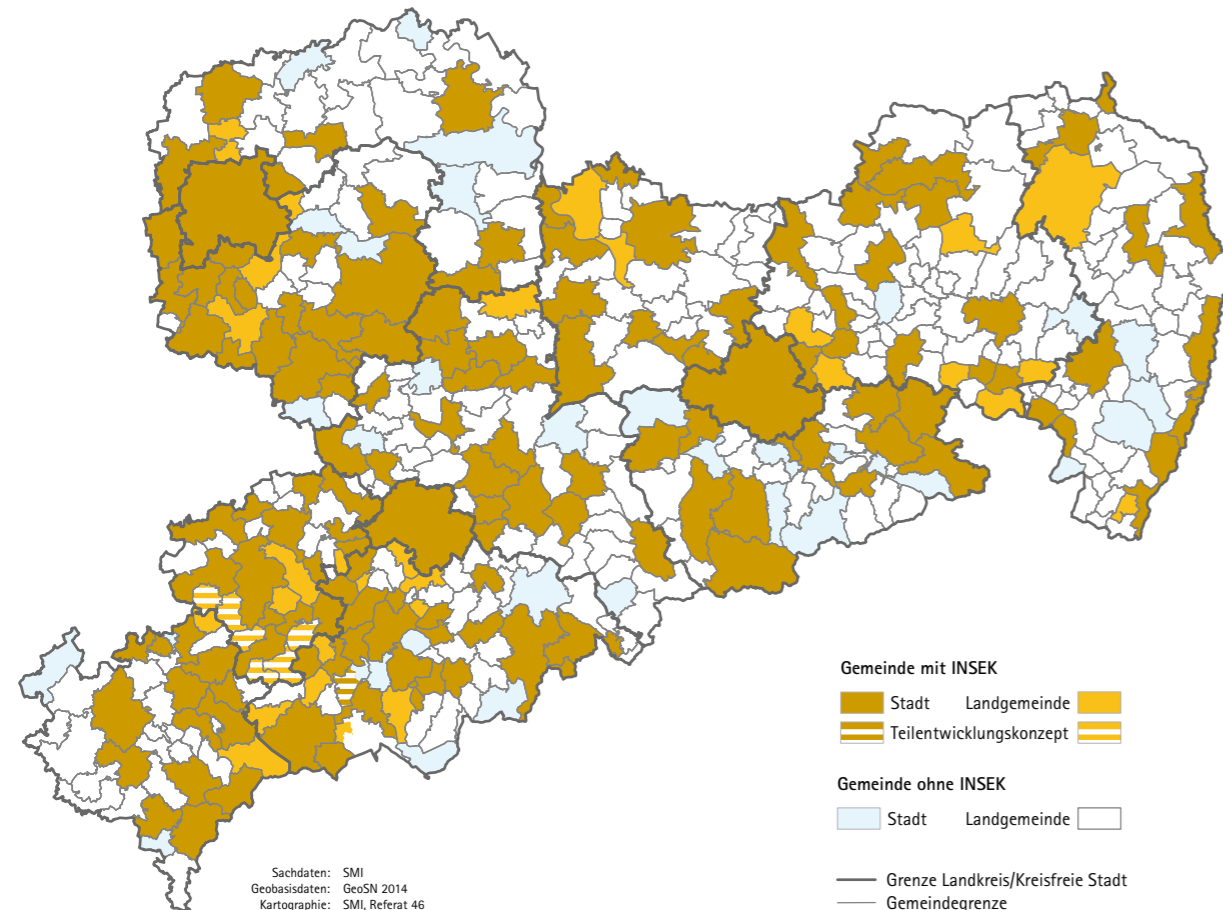 Gemeinde mit INSEK
Stadt Landgemeinde
Teilentwicklungskonzept
Gemeinde ohne INSEK
Stadt Landgemeinde
Grenze Landkreis/Kreisfreie Stadt
Gemeindegrenze
Sachdaten: SMI
Geobasisdaten: GeoSN 2014
Kartographie: SMI, Referat 46